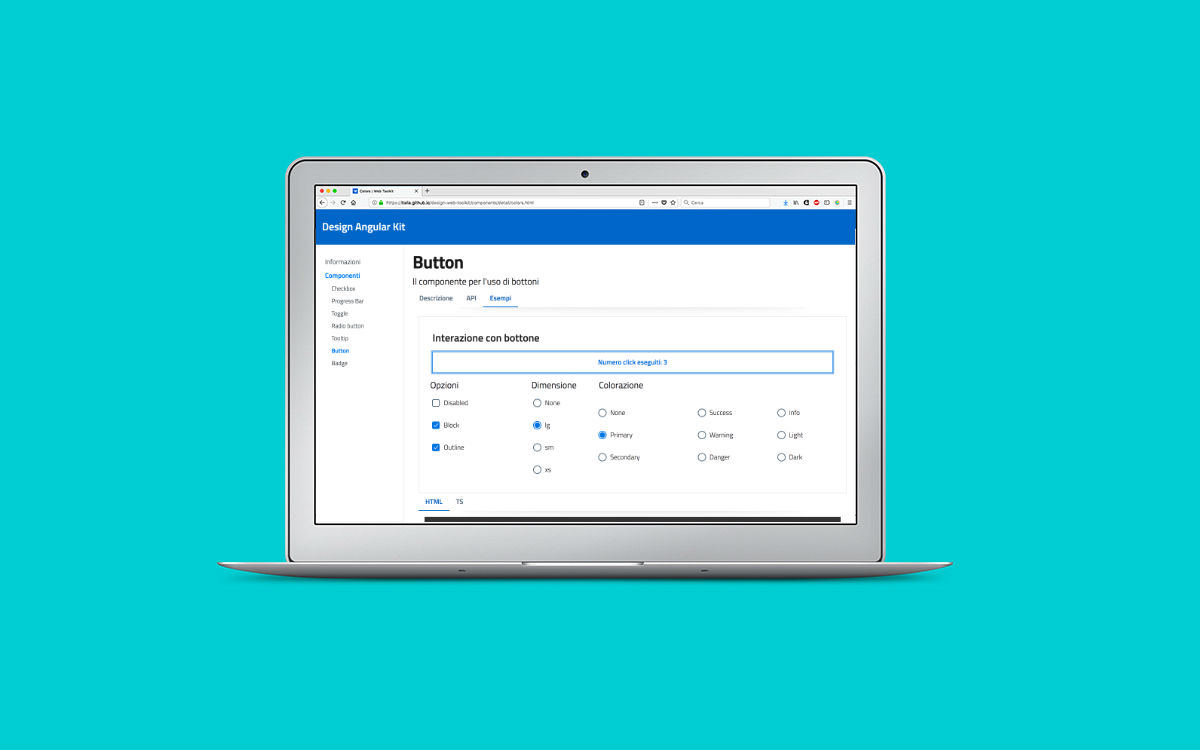 Colors | Web Toolkit
https://italia.github.io/design-web-toolkit/components/detail/colors.html
Cerca
Design Angular Kit
Informazioni
Componenti
Checkbox
Progress Bar
Toggle
Radio button
Tooltip
Button
Badge
Button
Il componente per l'uso di bottoni
Descrizione API Esempi
Interazione con bottone
Numero click eseguiti: 3
Opzioni Dimensione Colorazione
Disabled None
None Success Info
Block lg
Primary Warning Light
Outline sm
Secondary Danger Dark
xs
HTML TS